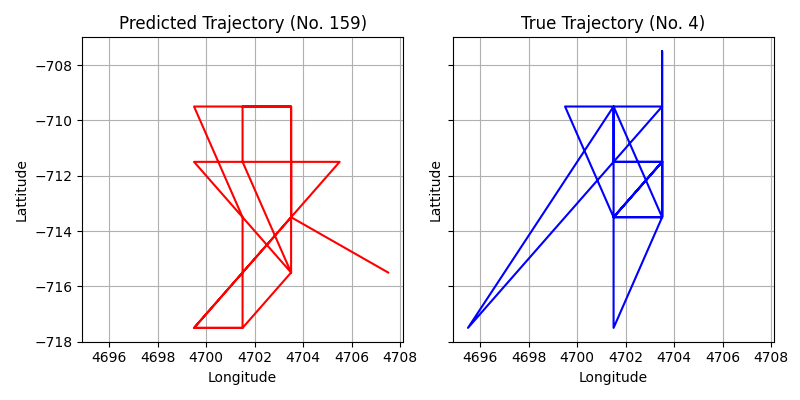 Predicted Trajectory (No. 159)
True Trajectory (No. 4)
−708
−710
−712
−714
−716
−718
4696 4698 4700 4702 4704 4706 4708
4696 4698 4700 4702 4704 4706 4708
Longitude
Longitude
Lattitude
Lattitude